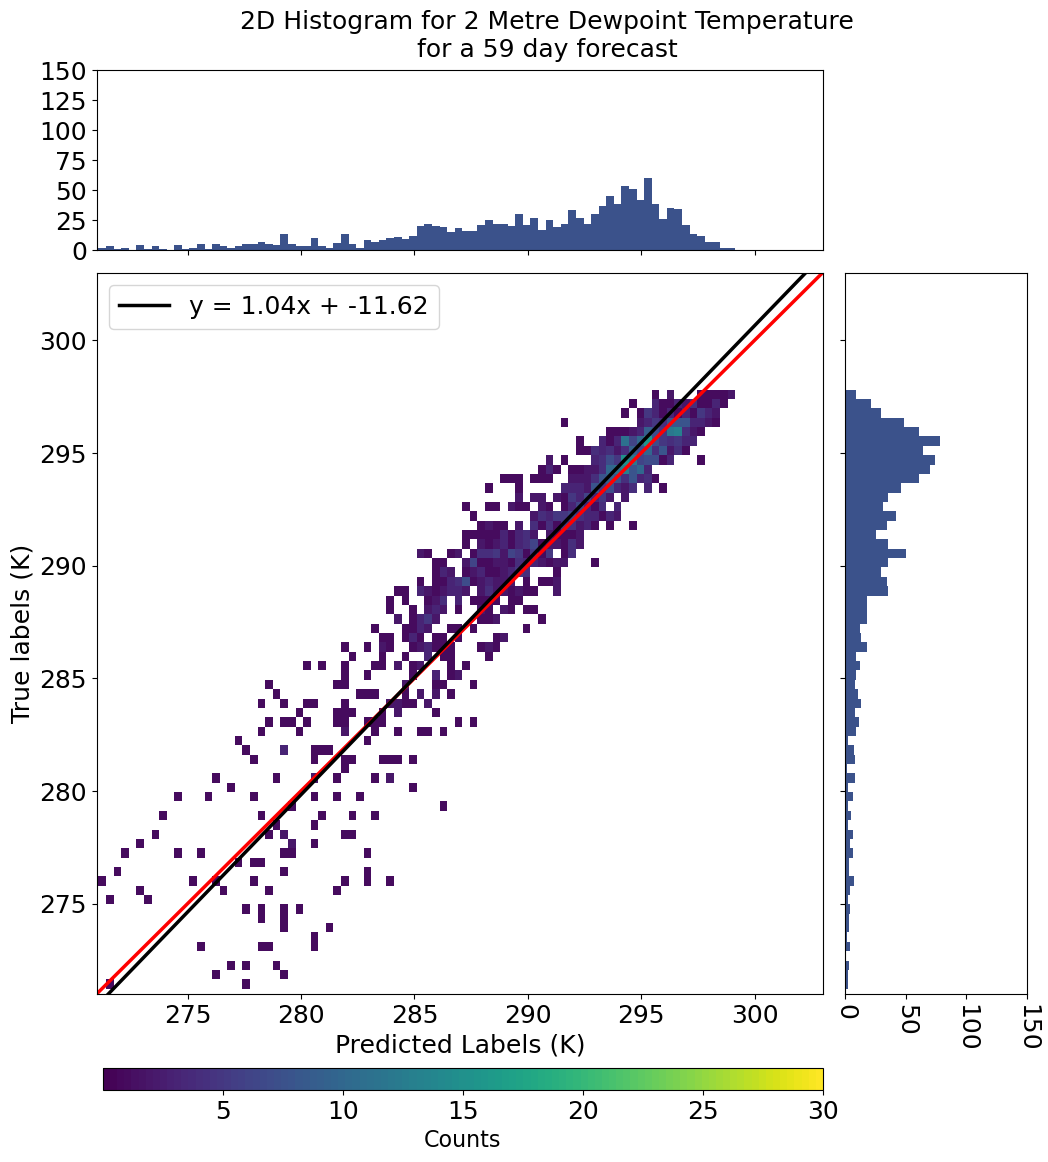 2D Histogram for 2 Metre Dewpoint Temperature
for a 59 day forecast
150
125
100
75
50
25
0
y = 1.04x + -11.62
300
295
290
285
280
275
True labels (K)
275 280 285 290 295 300
Predicted Labels (K)
0 50 100 150
5 10 15 20 25 30
Counts